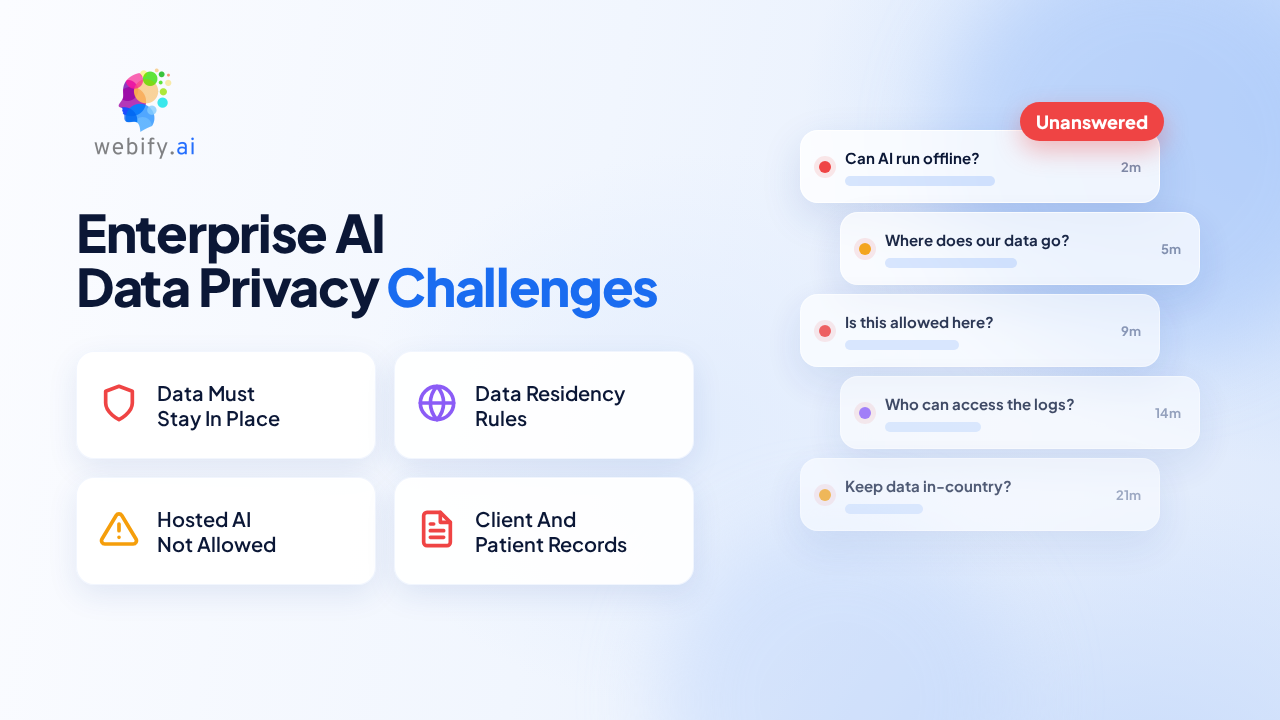 webify.ai
Enterprise AI
Data Privacy Challenges
Data Must
Stay In Place
Data Residency
Rules
Hosted AI
Not Allowed
Client And
Patient Records
Unanswered
Can AI run offline?
2m
Where does our data go?
5m
Is this allowed here?
9m
Who can access the logs?
14m
Keep data in-country?
21m